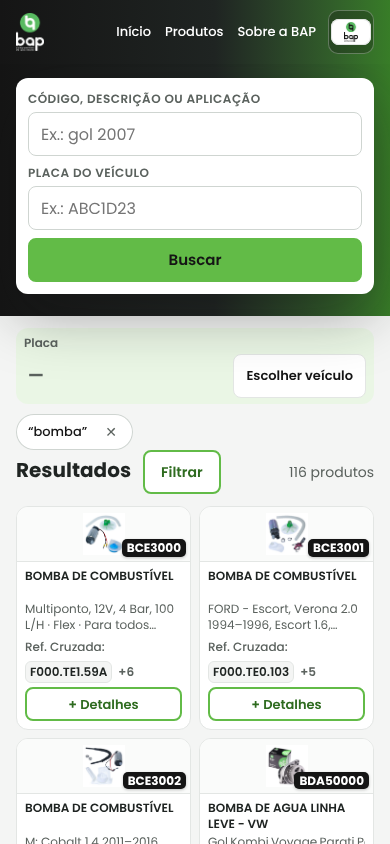 bap
Início Produtos Sobre a BAP
bap
CÓDIGO, DESCRIÇÃO OU APLICAÇÃO
Ex.: gol 2007
PLACA DO VEÍCULO
Ex.: ABC1D23
Buscar
Placa
—
Escolher veículo
“bomba” ✕
Resultados
Filtrar
116 produtos
BCE3000
BOMBA DE COMBUSTÍVEL
Multiponto, 12V, 4 Bar, 100
L/H · Flex · Para todos…
Ref. Cruzada:
F000.TE1.59A +6
+ Detalhes
BCE3001
BOMBA DE COMBUSTÍVEL
FORD - Escort, Verona 2.0
1994–1996, Escort 1.6,…
Ref. Cruzada:
F000.TE0.103 +5
+ Detalhes
BCE3002
BOMBA DE COMBUSTÍVEL
M: Cobalt 1.4 2011–2016
BDA50000
BOMBA DE AGUA LINHA
LEVE - VW
Gol Kombi Voyage Parati P